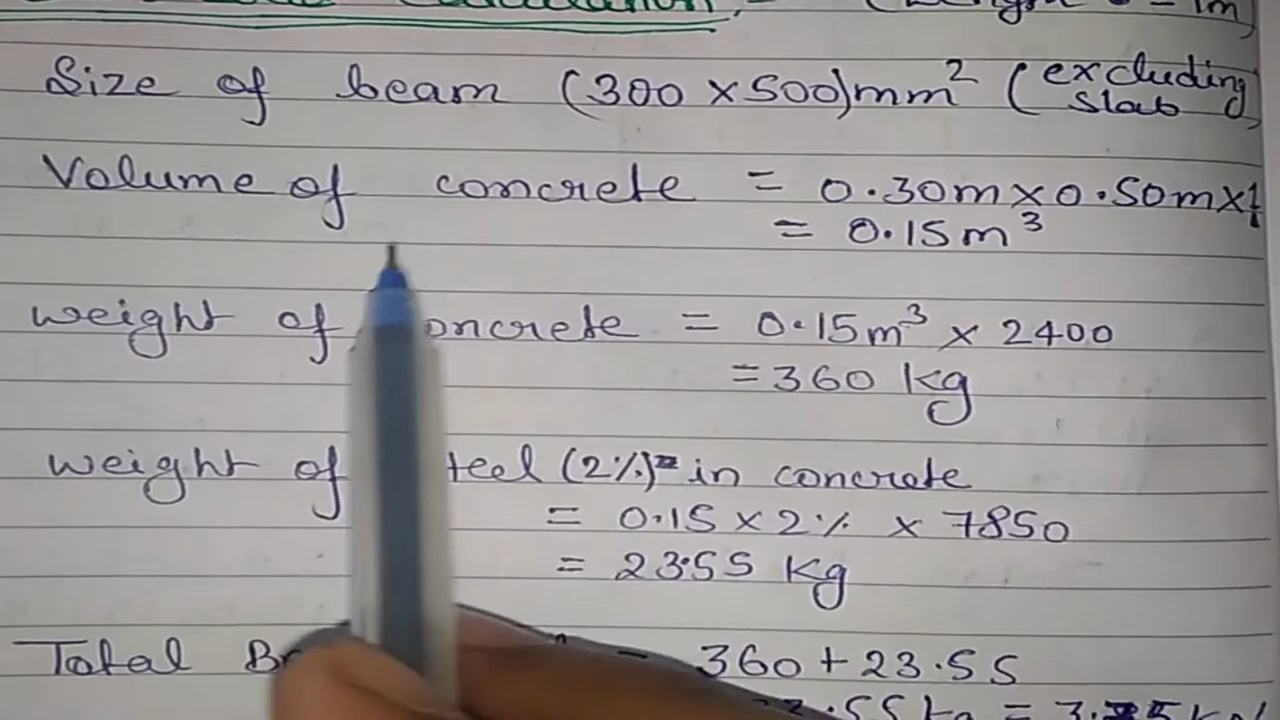 Size of beam (300 x 500)mm² (excluding slab)
Volume of concrete = 0.30m x 0.50m x 1
= 0.15m³
weight of concrete = 0.15m³ x 2400
= 360 kg
weight of steel (2%) in concrete
= 0.15 x 2% x 7850
= 23.55 Kg
Total 360 + 23.55